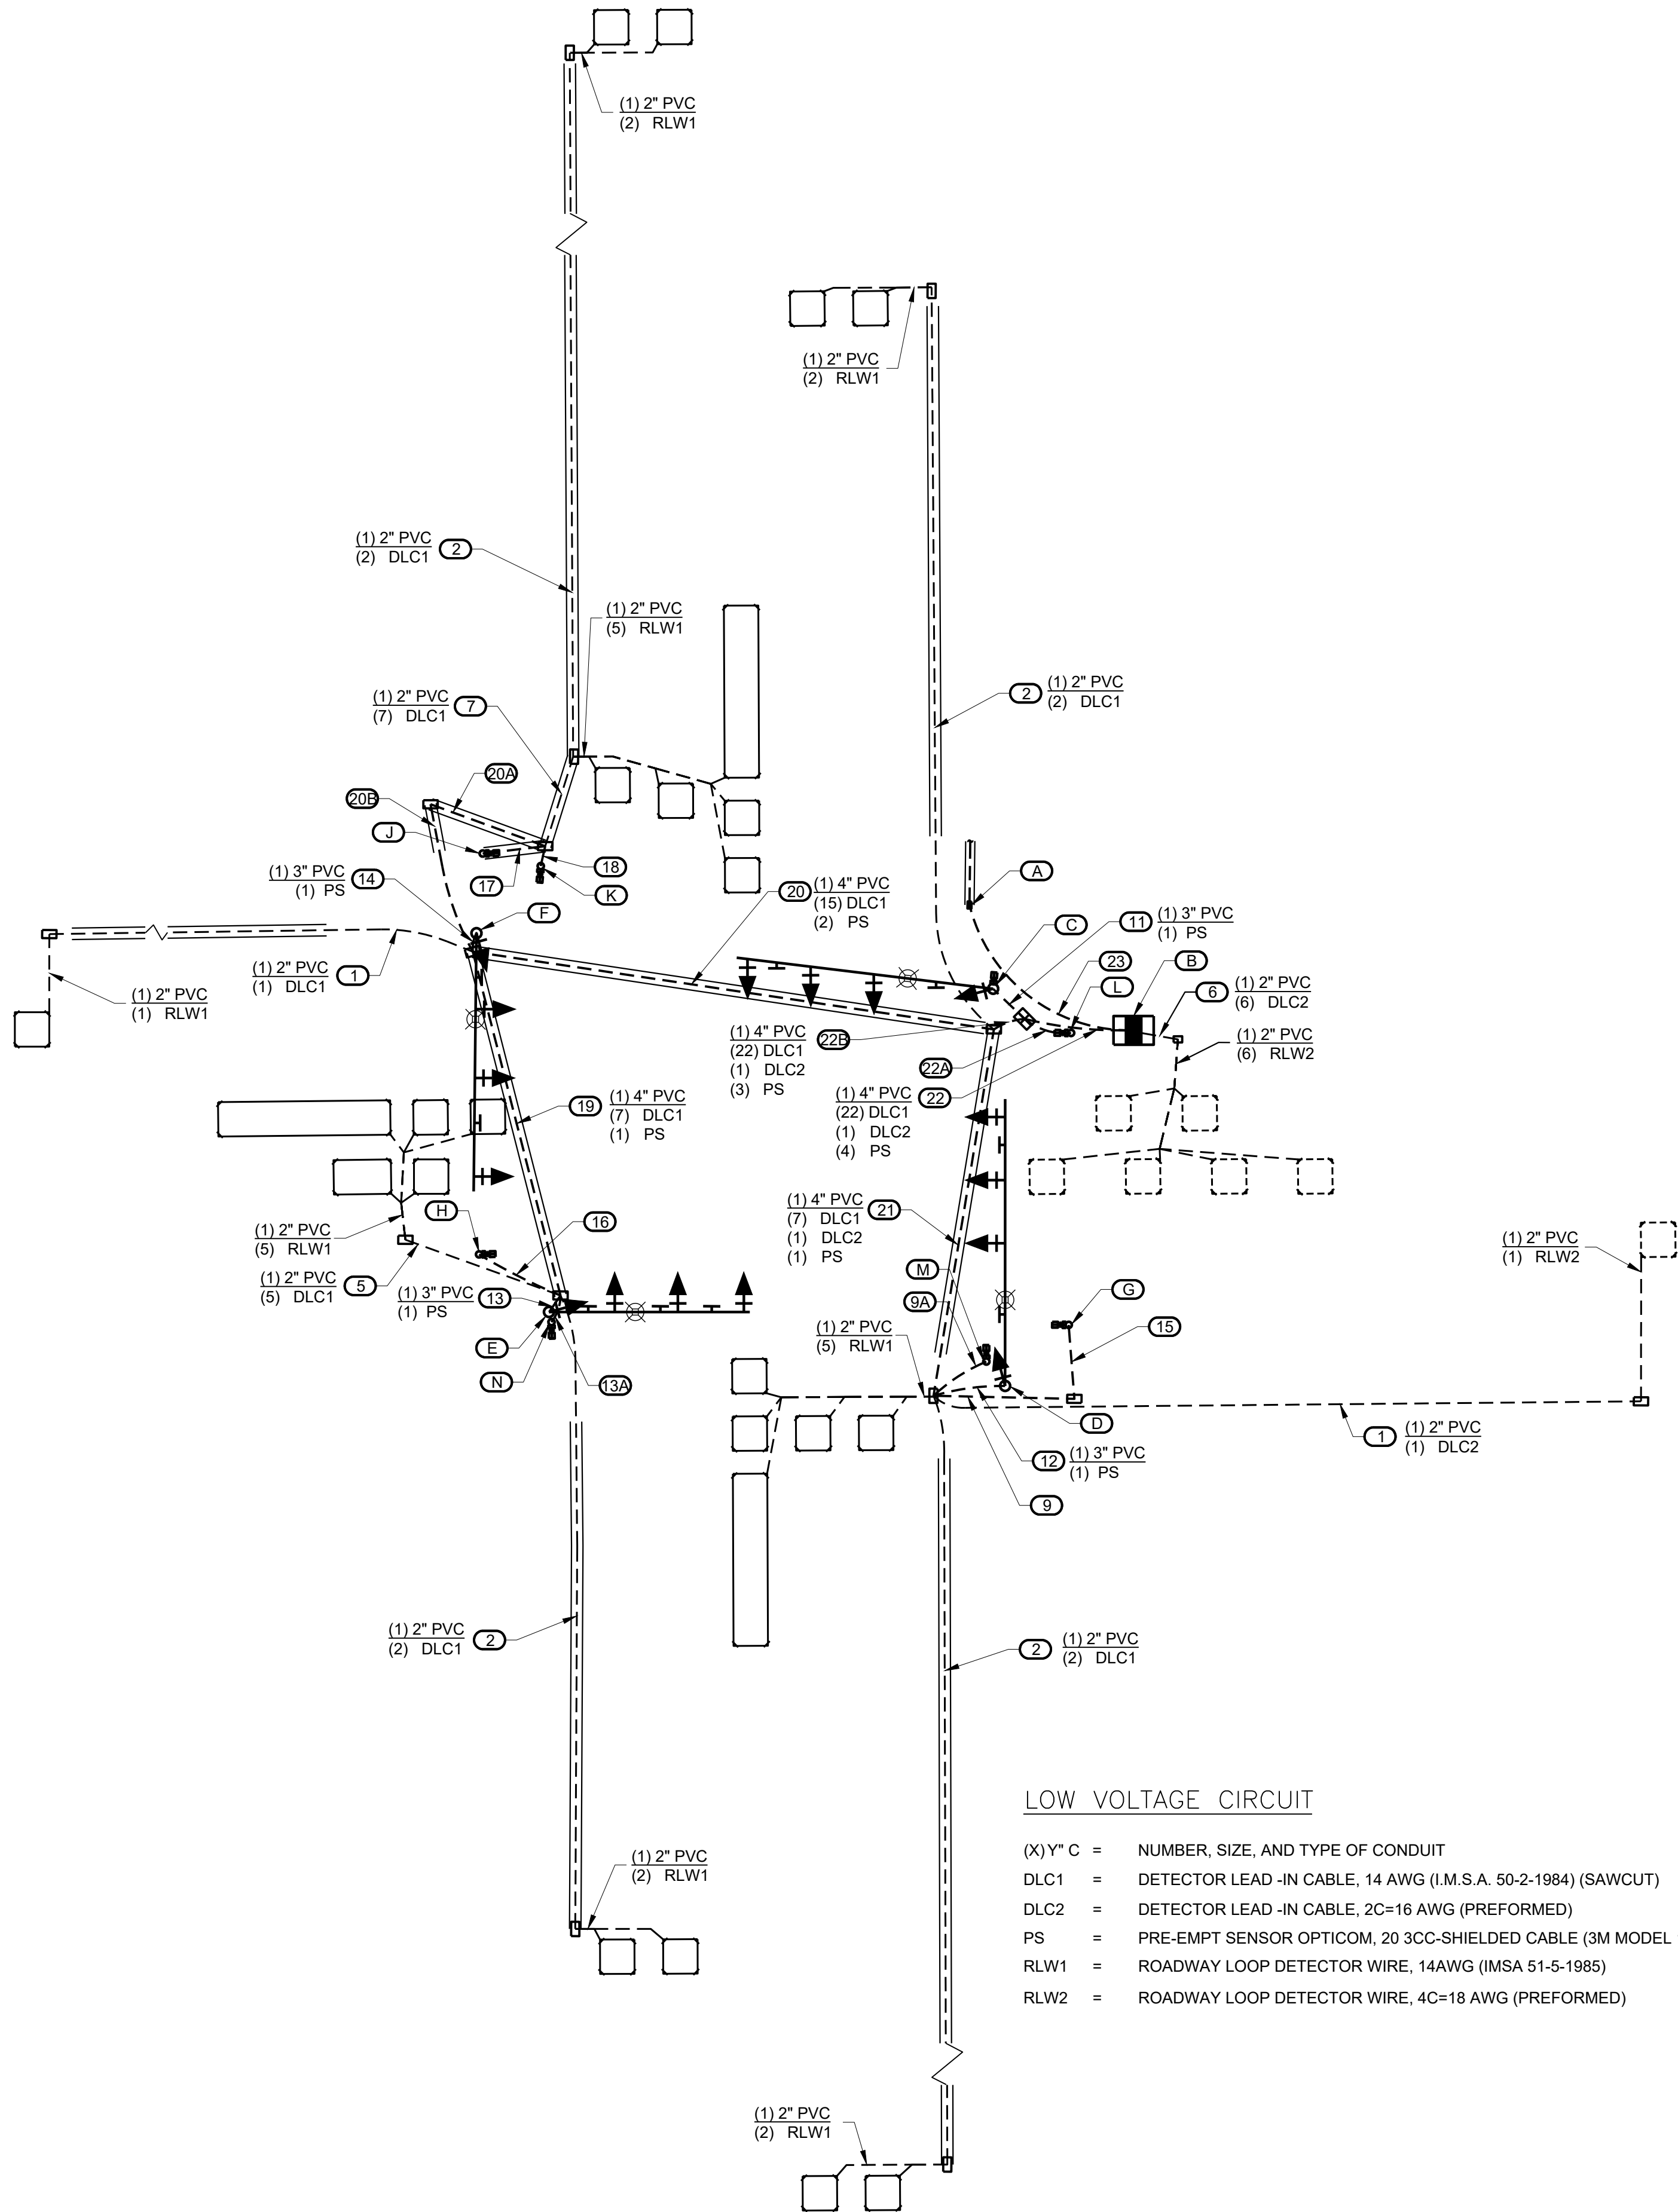 (1) 2" PVC
(2) RLW1
(1) 2" PVC
(2) RLW1
(1) 2" PVC
(2) DLC1
2
(1) 2" PVC
(5) RLW1
(1) 2" PVC
(7) DLC1
7
2
(1) 2" PVC
(2) DLC1
20A
20B
J
18
17
K
(1) 3" PVC
(1) PS
14
F
20
(1) 4" PVC
(15) DLC1
(2) PS
A
C
11
(1) 3" PVC
(1) PS
23
B
L
6
(1) 2" PVC
(6) DLC2
(1) 2" PVC
(1) DLC1
1
(1) 2" PVC
(1) RLW1
(1) 4" PVC
(22) DLC1
(1) DLC2
(3) PS
22B
22A
(1) 2" PVC
(6) RLW2
(1) 4" PVC
(22) DLC1
(1) DLC2
(4) PS
22
19
(1) 4" PVC
(7) DLC1
(1) PS
(1) 4" PVC
(7) DLC1
(1) DLC2
(1) PS
21
H
16
(1) 2" PVC
(5) RLW1
(1) 2" PVC
(5) DLC1
5
(1) 3" PVC
(1) PS
13
M
9A
G
15
(1) 2" PVC
(1) RLW2
(1) 2" PVC
(5) RLW1
E
N
13A
D
1
(1) 2" PVC
(1) DLC2
12
(1) 3" PVC
(1) PS
9
(1) 2" PVC
(2) DLC1
2
2
(1) 2" PVC
(2) DLC1
(1) 2" PVC
(2) RLW1
(1) 2" PVC
(2) RLW1
LOW VOLTAGE CIRCUIT
(X) Y" C = NUMBER, SIZE, AND TYPE OF CONDUIT
DLC1 = DETECTOR LEAD -IN CABLE, 14 AWG (I.M.S.A. 50-2-1984) (SAWCUT)
DLC2 = DETECTOR LEAD -IN CABLE, 2C=16 AWG (PREFORMED)
PS = PRE-EMPT SENSOR OPTICOM, 20 3CC-SHIELDED CABLE (3M MODEL
RLW1 = ROADWAY LOOP DETECTOR WIRE, 14AWG (IMSA 51-5-1985)
RLW2 = ROADWAY LOOP DETECTOR WIRE, 4C=18 AWG (PREFORMED)